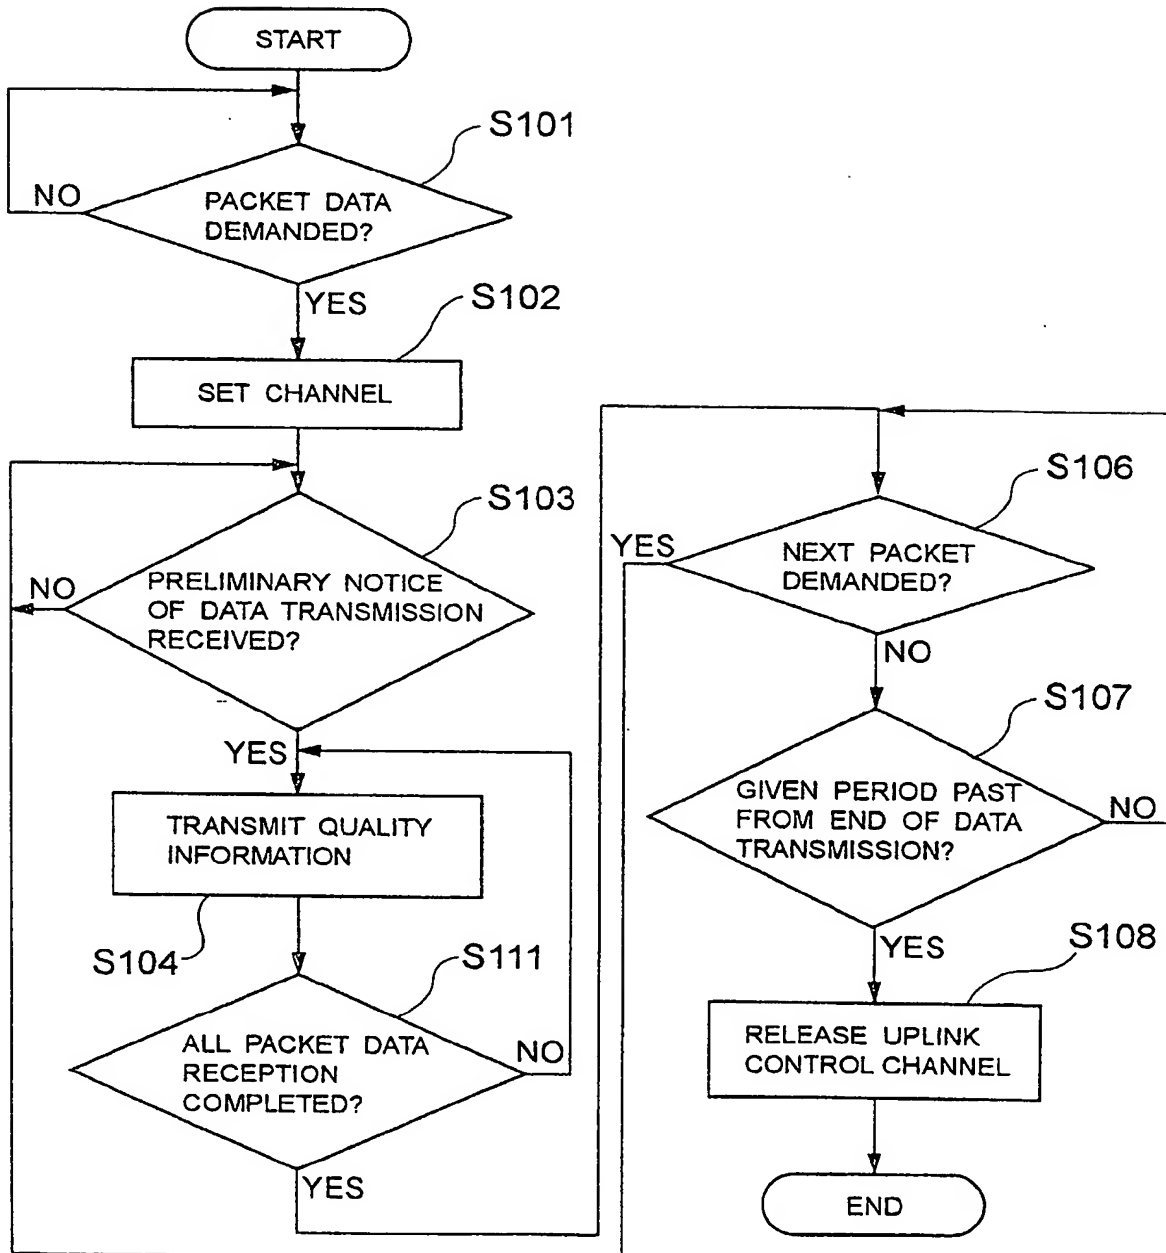 START
S101
NO
PACKET DATA
DEMANDED?
YES
S102
SET CHANNEL
S103
NO
PRELIMINARY NOTICE
OF DATA TRANSMISSION
RECEIVED?
YES
TRANSMIT QUALITY
INFORMATION
S104
S111
ALL PACKET DATA
RECEPTION
COMPLETED?
NO
YES
S106
YES
NEXT PACKET
DEMANDED?
NO
S107
GIVEN PERIOD PAST
FROM END OF DATA
TRANSMISSION?
NO
YES
S108
RELEASE UPLINK
CONTROL CHANNEL
END